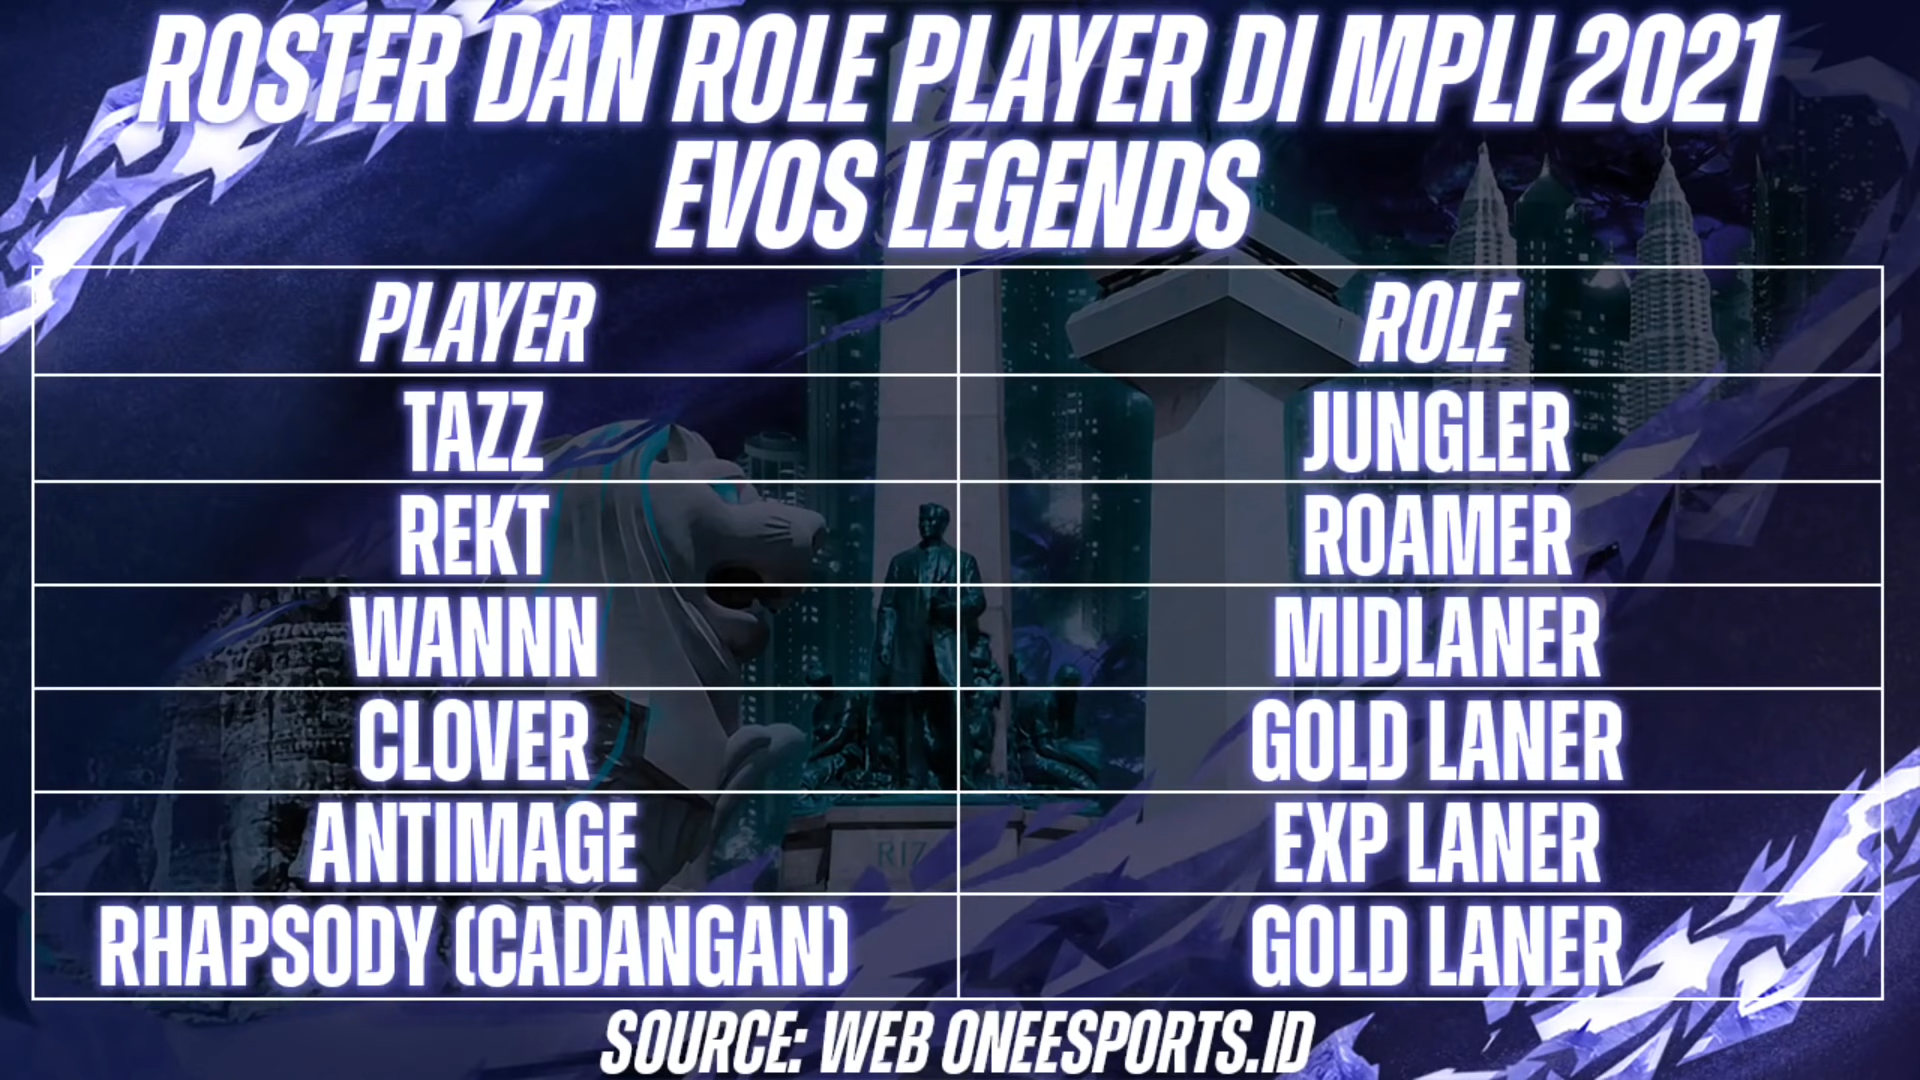 ROSTER DAN ROLE PLAYER DI MPLI 2021
EVOS LEGENDS
PLAYER ROLE
TAZZ JUNGLER
REKT ROAMER
WANNN MIDLANER
CLOVER GOLD LANER
ANTIMAGE EXP LANER
RHAPSODY (CADANGAN) GOLD LANER
RIZ
SOURCE: WEB ONEESPORTS.ID